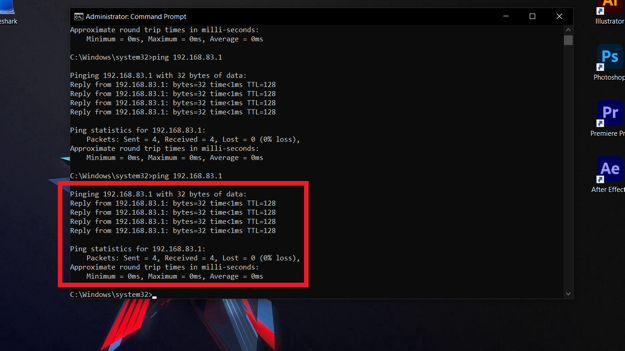 Administrator: Command Prompt
Approximate round trip times in milli-seconds:
    Minimum = 0ms, Maximum = 0ms, Average = 0ms
C:\Windows\system32>ping 192.168.83.1
Pinging 192.168.83.1 with 32 bytes of data:
Reply from 192.168.83.1: bytes=32 time<1ms TTL=128
Reply from 192.168.83.1: bytes=32 time<1ms TTL=128
Reply from 192.168.83.1: bytes=32 time<1ms TTL=128
Reply from 192.168.83.1: bytes=32 time<1ms TTL=128
Ping statistics for 192.168.83.1:
    Packets: Sent = 4, Received = 4, Lost = 0 (0% loss),
Approximate round trip times in milli-seconds:
    Minimum = 0ms, Maximum = 0ms, Average = 0ms
C:\Windows\system32>ping 192.168.83.1
Pinging 192.168.83.1 with 32 bytes of data:
Reply from 192.168.83.1: bytes=32 time<1ms TTL=128
Reply from 192.168.83.1: bytes=32 time<1ms TTL=128
Reply from 192.168.83.1: bytes=32 time<1ms TTL=128
Reply from 192.168.83.1: bytes=32 time<1ms TTL=128
Ping statistics for 192.168.83.1:
    Packets: Sent = 4, Received = 4, Lost = 0 (0% loss),
Approximate round trip times in milli-seconds:
    Minimum = 0ms, Maximum = 0ms, Average = 0ms
C:\Windows\system32>
eshark
Ai
Illustrator
Ps
Photoshop
Pr
Premiere Pr
Ae
After Effect